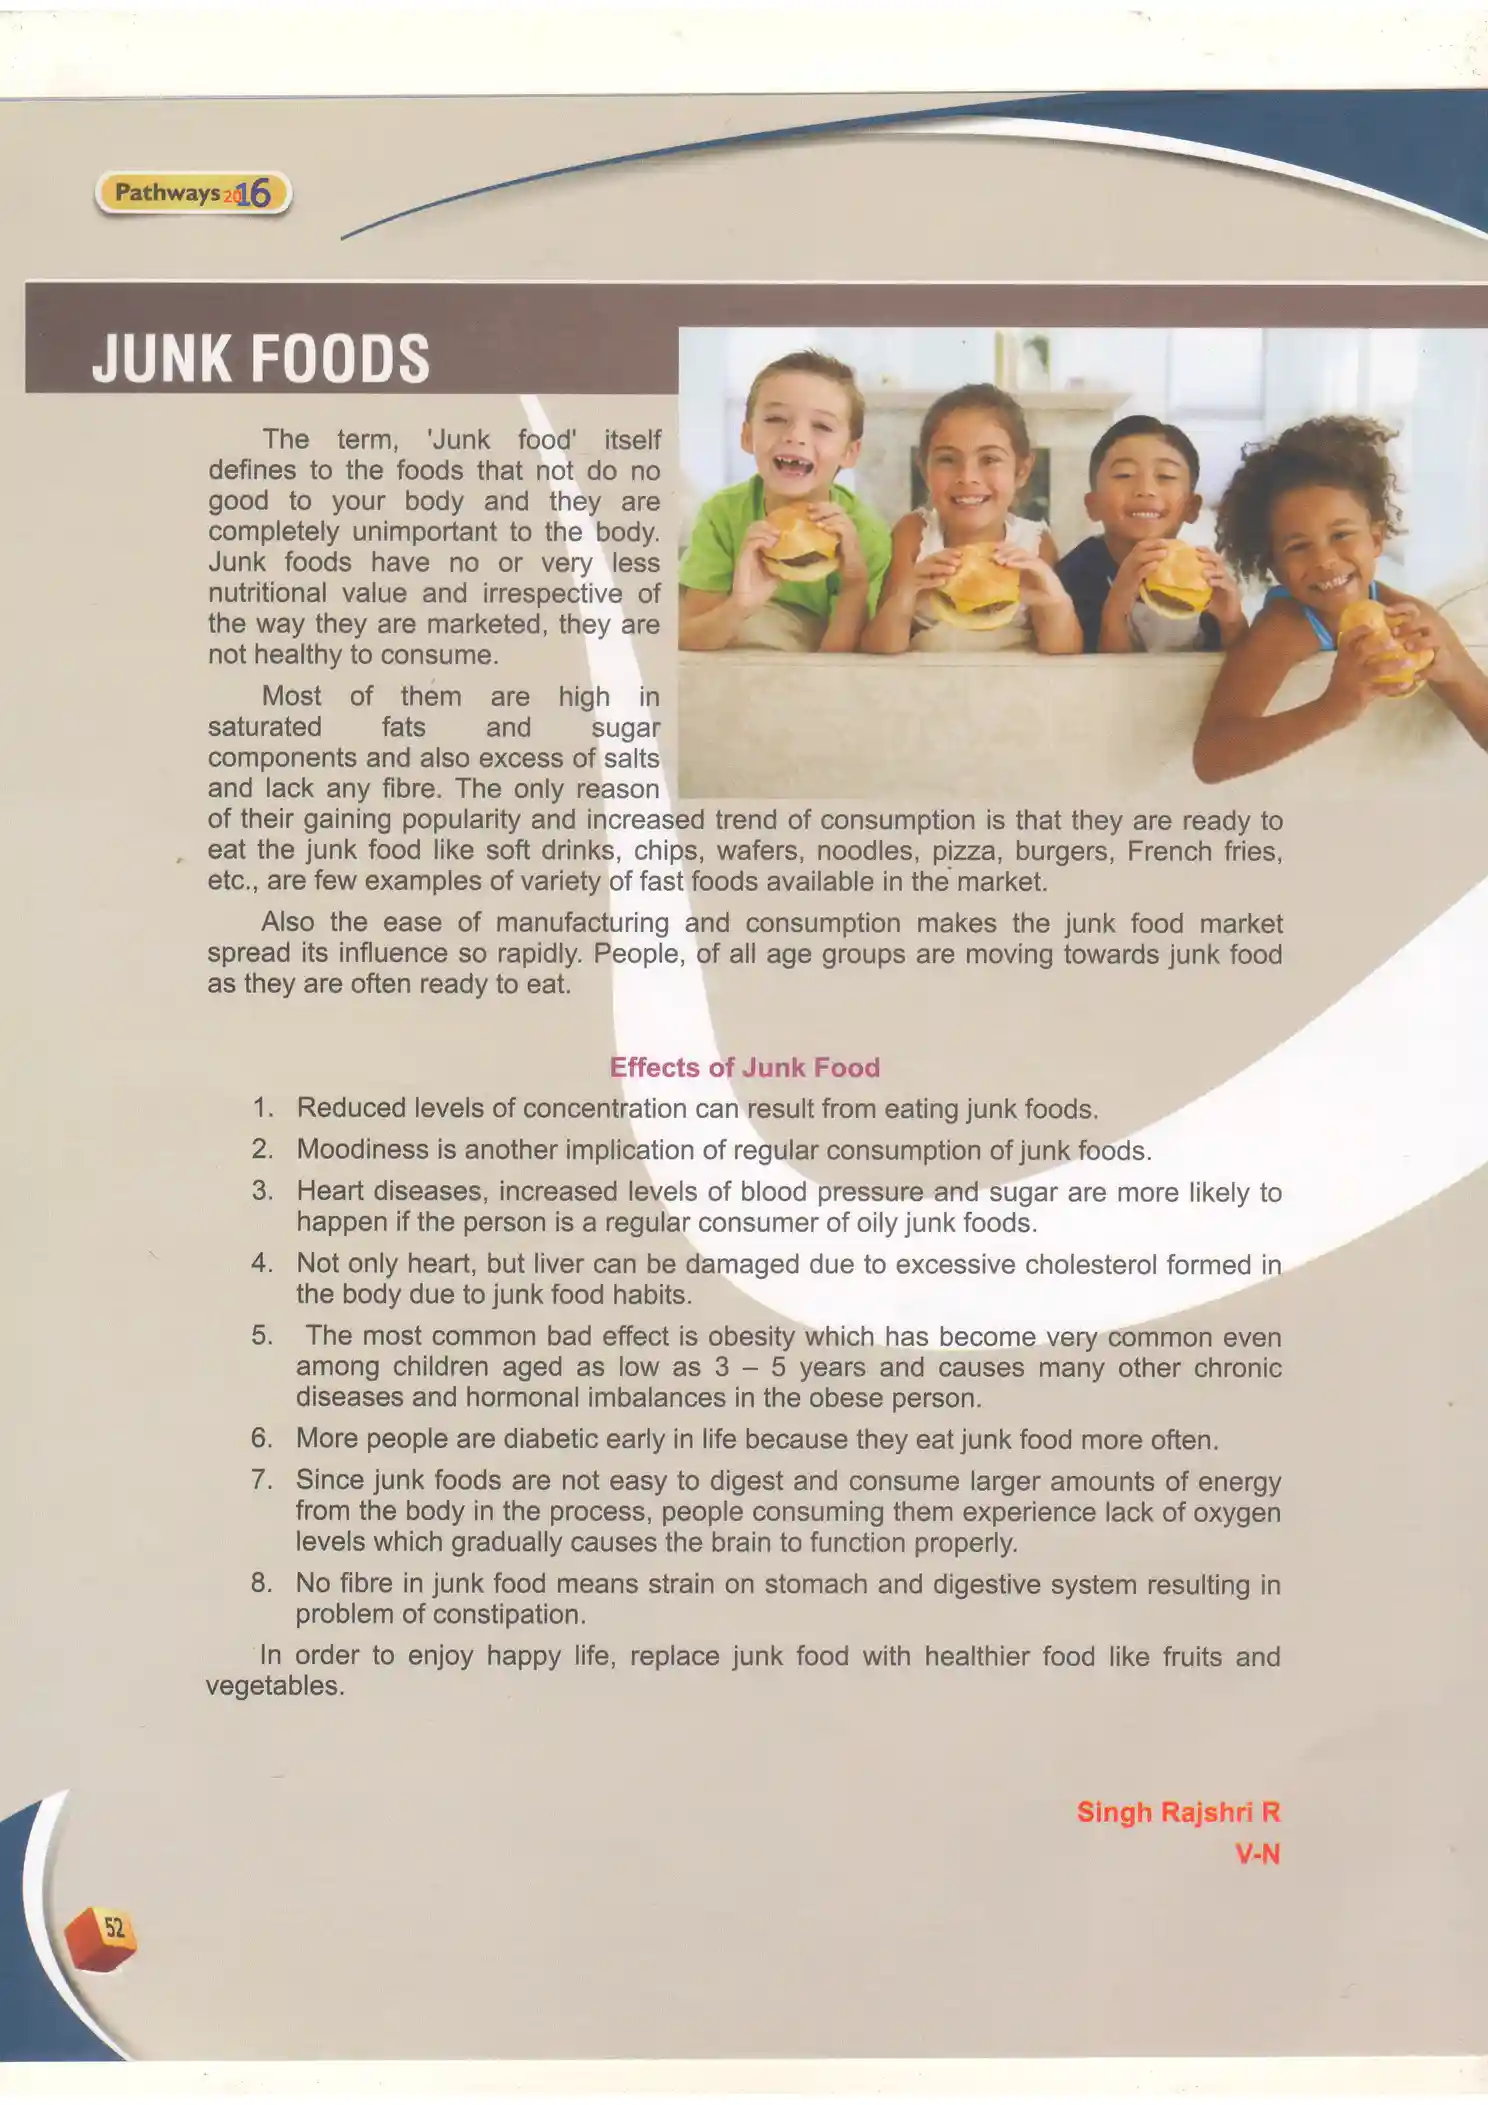 Pathways 2016
JUNK FOODS
The term, 'Junk food' itself
defines to the foods that not do no
good to your body and they are
completely unimportant to the body.
Junk foods have no or very less
nutritional value and irrespective of
the way they are marketed, they are
not healthy to consume.
Most of them are high in
saturated fats and sugar
components and also excess of salts
and lack any fibre. The only reason
of their gaining popularity and increased trend of consumption is that they are ready to
eat the junk food like soft drinks, chips, wafers, noodles, pizza, burgers, French fries,
etc., are few examples of variety of fast foods available in the market.
Also the ease of manufacturing and consumption makes the junk food market
spread its influence so rapidly. People, of all age groups are moving towards junk food
as they are often ready to eat.
Effects of Junk Food
1. Reduced levels of concentration can result from eating junk foods.
2. Moodiness is another implication of regular consumption of junk foods.
3. Heart diseases, increased levels of blood pressure and sugar are more likely to
happen if the person is a regular consumer of oily junk foods.
4. Not only heart, but liver can be damaged due to excessive cholesterol formed in
the body due to junk food habits.
5. The most common bad effect is obesity which has become very common even
among children aged as low as 3 – 5 years and causes many other chronic
diseases and hormonal imbalances in the obese person.
6. More people are diabetic early in life because they eat junk food more often.
7. Since junk foods are not easy to digest and consume larger amounts of energy
from the body in the process, people consuming them experience lack of oxygen
levels which gradually causes the brain to function properly.
8. No fibre in junk food means strain on stomach and digestive system resulting in
problem of constipation.
In order to enjoy happy life, replace junk food with healthier food like fruits and
vegetables.
Singh Rajshri R
V-N
52